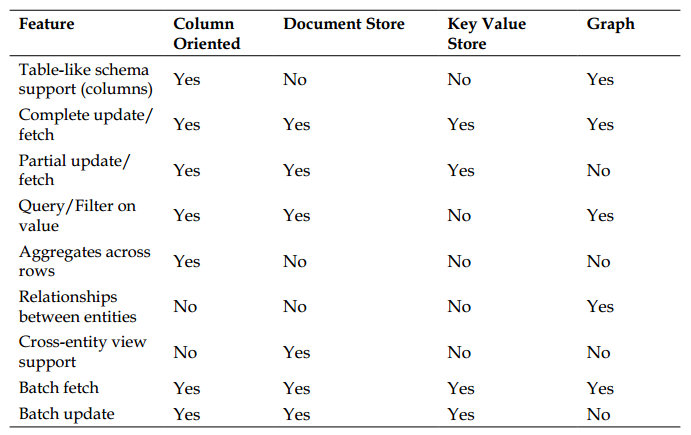 Feature Column Oriented Document Store Key Value Store Graph
Table-like schema support (columns) Yes No No Yes
Complete update/ fetch Yes Yes Yes Yes
Partial update/ fetch Yes Yes Yes No
Query/Filter on value Yes Yes No Yes
Aggregates across rows Yes No No No
Relationships between entities No No No Yes
Cross-entity view support No Yes No No
Batch fetch Yes Yes Yes Yes
Batch update Yes Yes Yes No